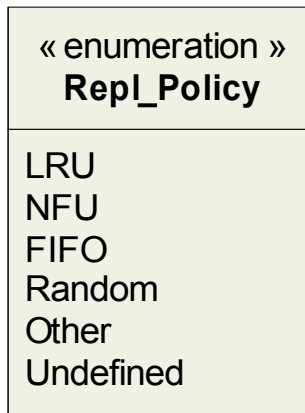 « enumeration »
Repl_Policy
LRU
NFU
FIFO
Random
Other
Undefined